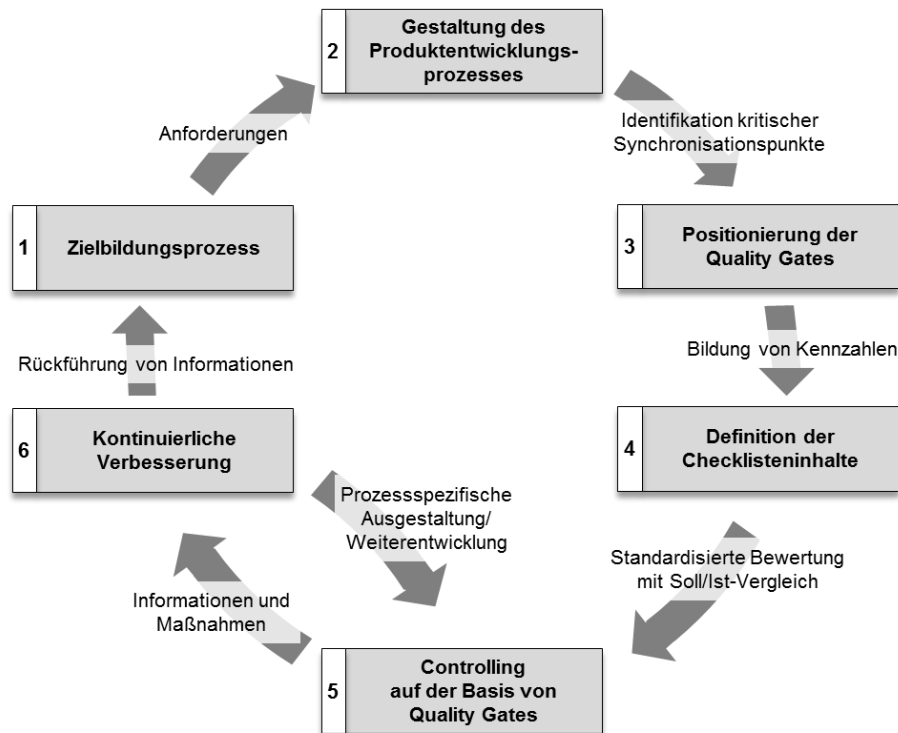 2
Gestaltung des
Produktentwicklungs-
prozesses
Anforderungen
Identifikation kritischer
Synchronisationspunkte
1
Zielbildungsprozess
3
Positionierung der
Quality Gates
Rückführung von Informationen
Bildung von Kennzahlen
6
Kontinuierliche
Verbesserung
4
Definition der
Checklisteninhalte
Prozessspezifische
Ausgestaltung/
Weiterentwicklung
Standardisierte Bewertung
mit Soll/Ist-Vergleich
Informationen und
Maßnahmen
5
Controlling
auf der Basis von
Quality Gates